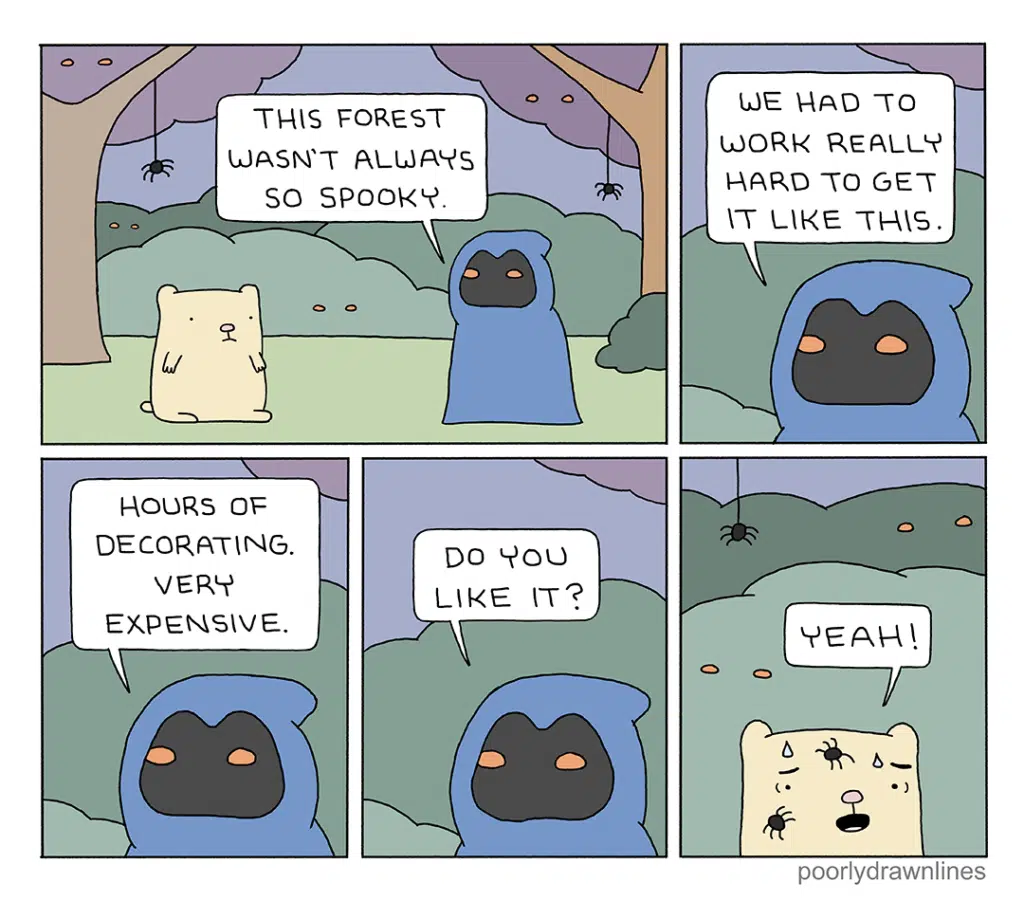 THIS FOREST
WASN'T ALWAYS
SO SPOOKY.
WE HAD TO
WORK REALLY
HARD TO GET
IT LIKE THIS.
HOURS OF
DECORATING.
VERY
EXPENSIVE.
DO YOU
LIKE IT?
YEAH!
poorlydrawnlines